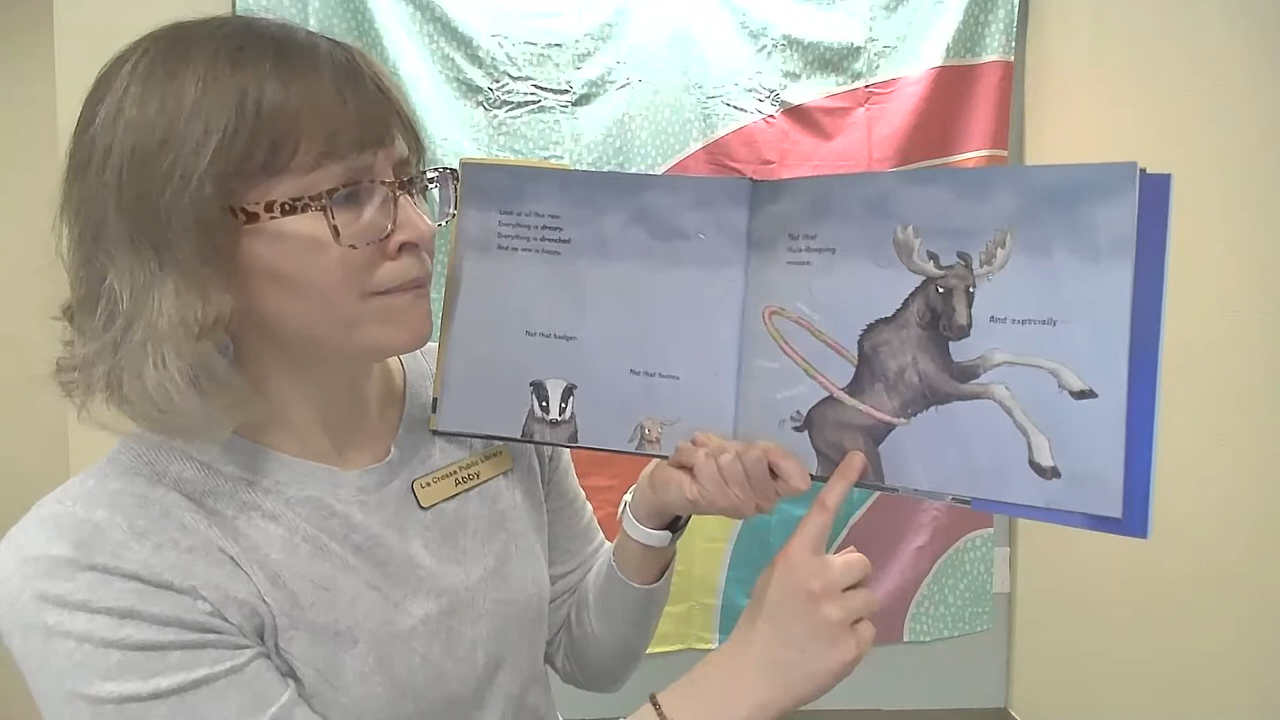 Look at all this rain.
Everything is dreary.
Everything is drenched.
And no one is happy.
Not that badger.
Not that bunny.
Not that
hula-hooping
moose.
And especially
La Crosse Public Library
Abby